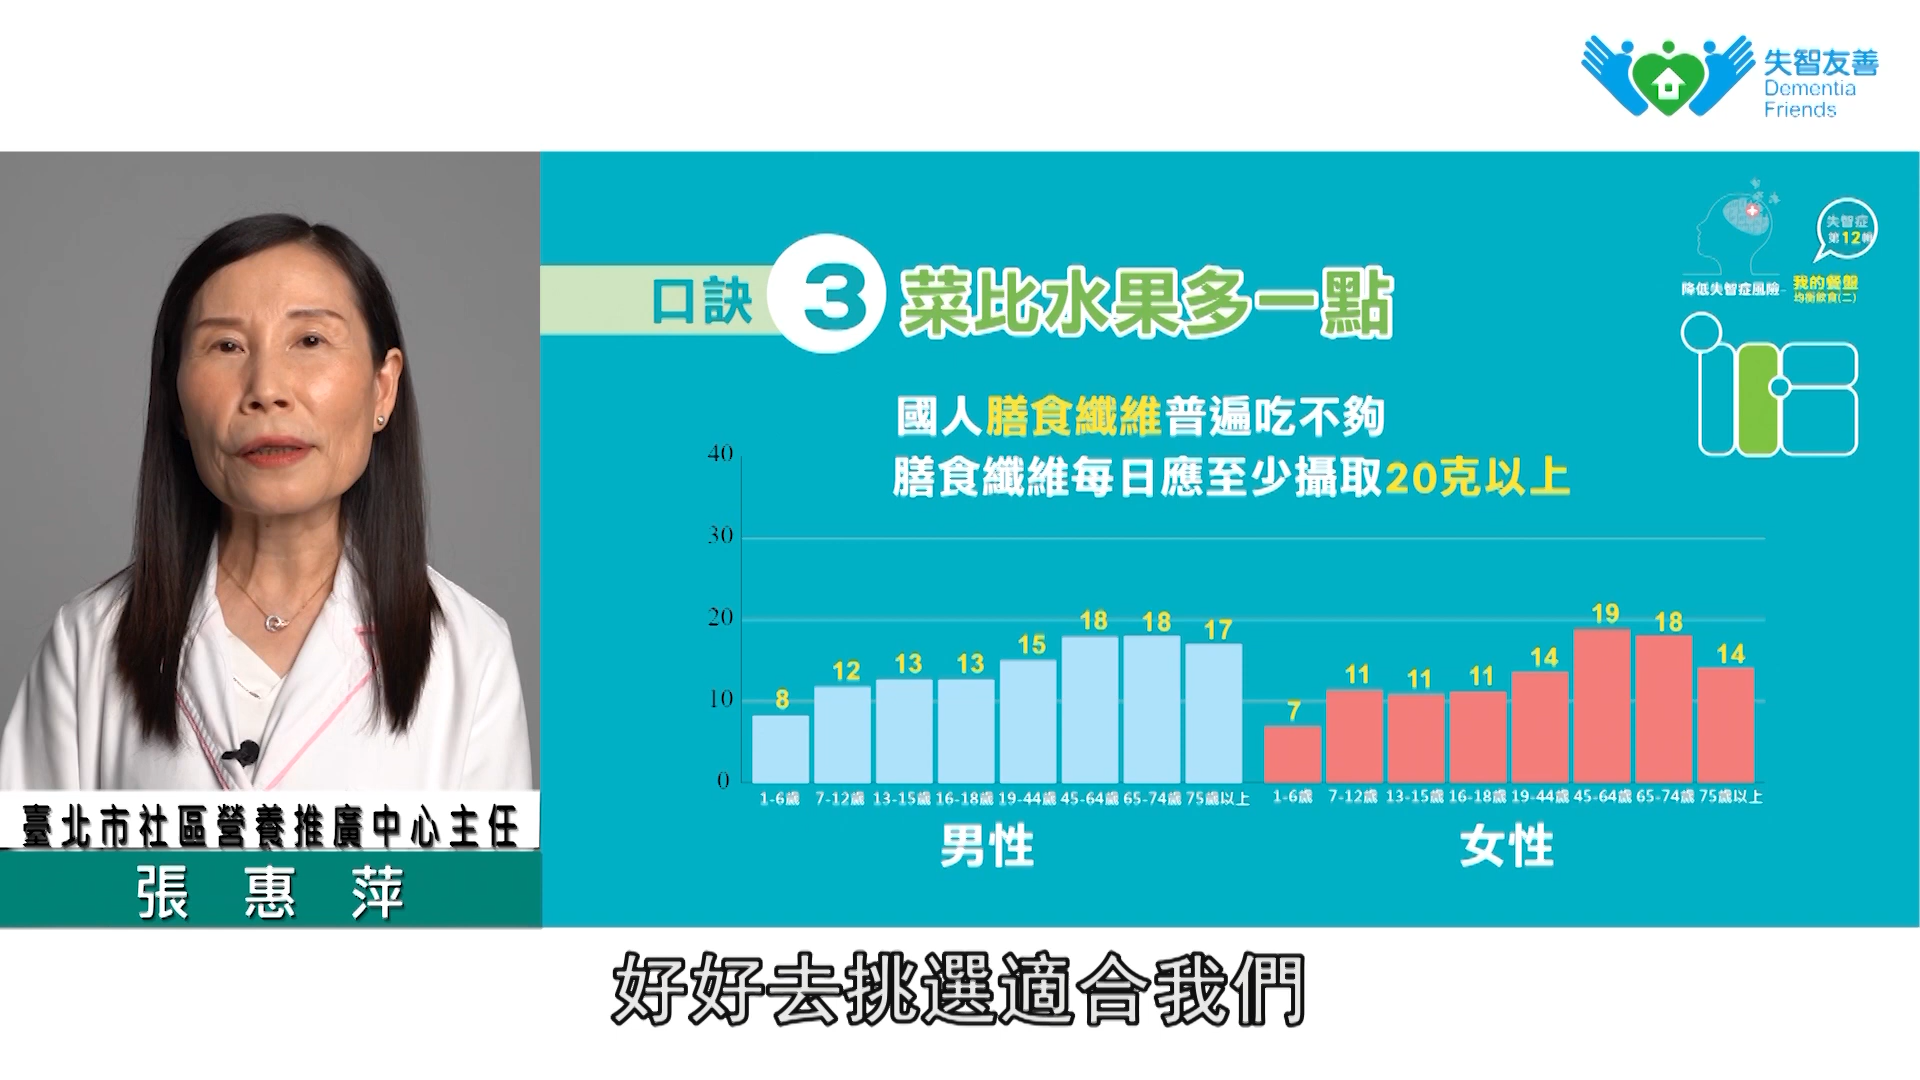 失智友善
Dementia
Friends
口訣 3 菜比水果多一點
失智症
第12輯
降低失智症風險
我的餐盤
均衡飲食(二)
國人膳食纖維普遍吃不夠
膳食纖維每日應至少攝取20克以上
40
30
20
10
0
8 12 13 13 15 18 18 17
7 11 11 11 14 19 18 14
1-6歲 7-12歲 13-15歲 16-18歲 19-44歲 45-64歲 65-74歲 75歲以上
1-6歲 7-12歲 13-15歲 16-18歲 19-44歲 45-64歲 65-74歲 75歲以上
男性
女性
臺北市社區營養推廣中心主任
張惠萍
好好去挑選適合我們